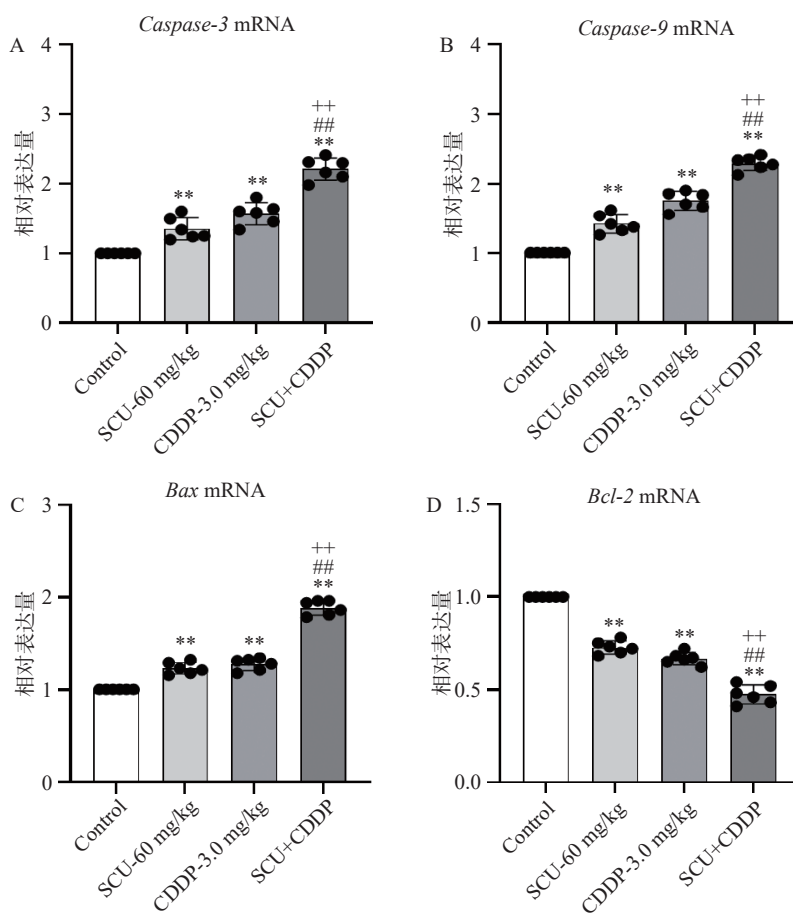 A
Caspase-3 mRNA
相对表达量
4
3
2
1
0
**
**
++
##
**
Control
SCU-60 mg/kg
CDDP-3.0 mg/kg
SCU+CDDP
B
Caspase-9 mRNA
相对表达量
4
3
2
1
0
**
**
++
##
**
Control
SCU-60 mg/kg
CDDP-3.0 mg/kg
SCU+CDDP
C
Bax mRNA
相对表达量
3
2
1
0
**
**
++
##
**
Control
SCU-60 mg/kg
CDDP-3.0 mg/kg
SCU+CDDP
D
Bcl-2 mRNA
相对表达量
1.5
1.0
0.5
0.0
**
**
++
##
**
Control
SCU-60 mg/kg
CDDP-3.0 mg/kg
SCU+CDDP